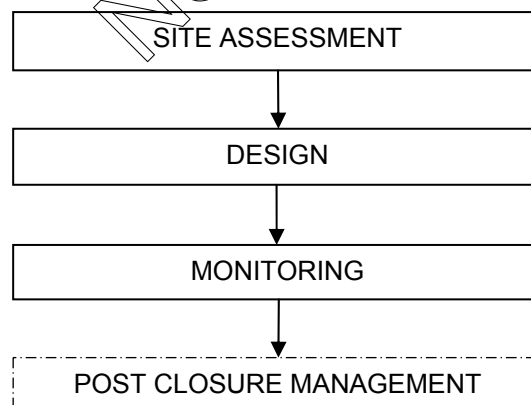 SITE ASSESSMENT
DESIGN
MONITORING
POST CLOSURE MANAGEMENT